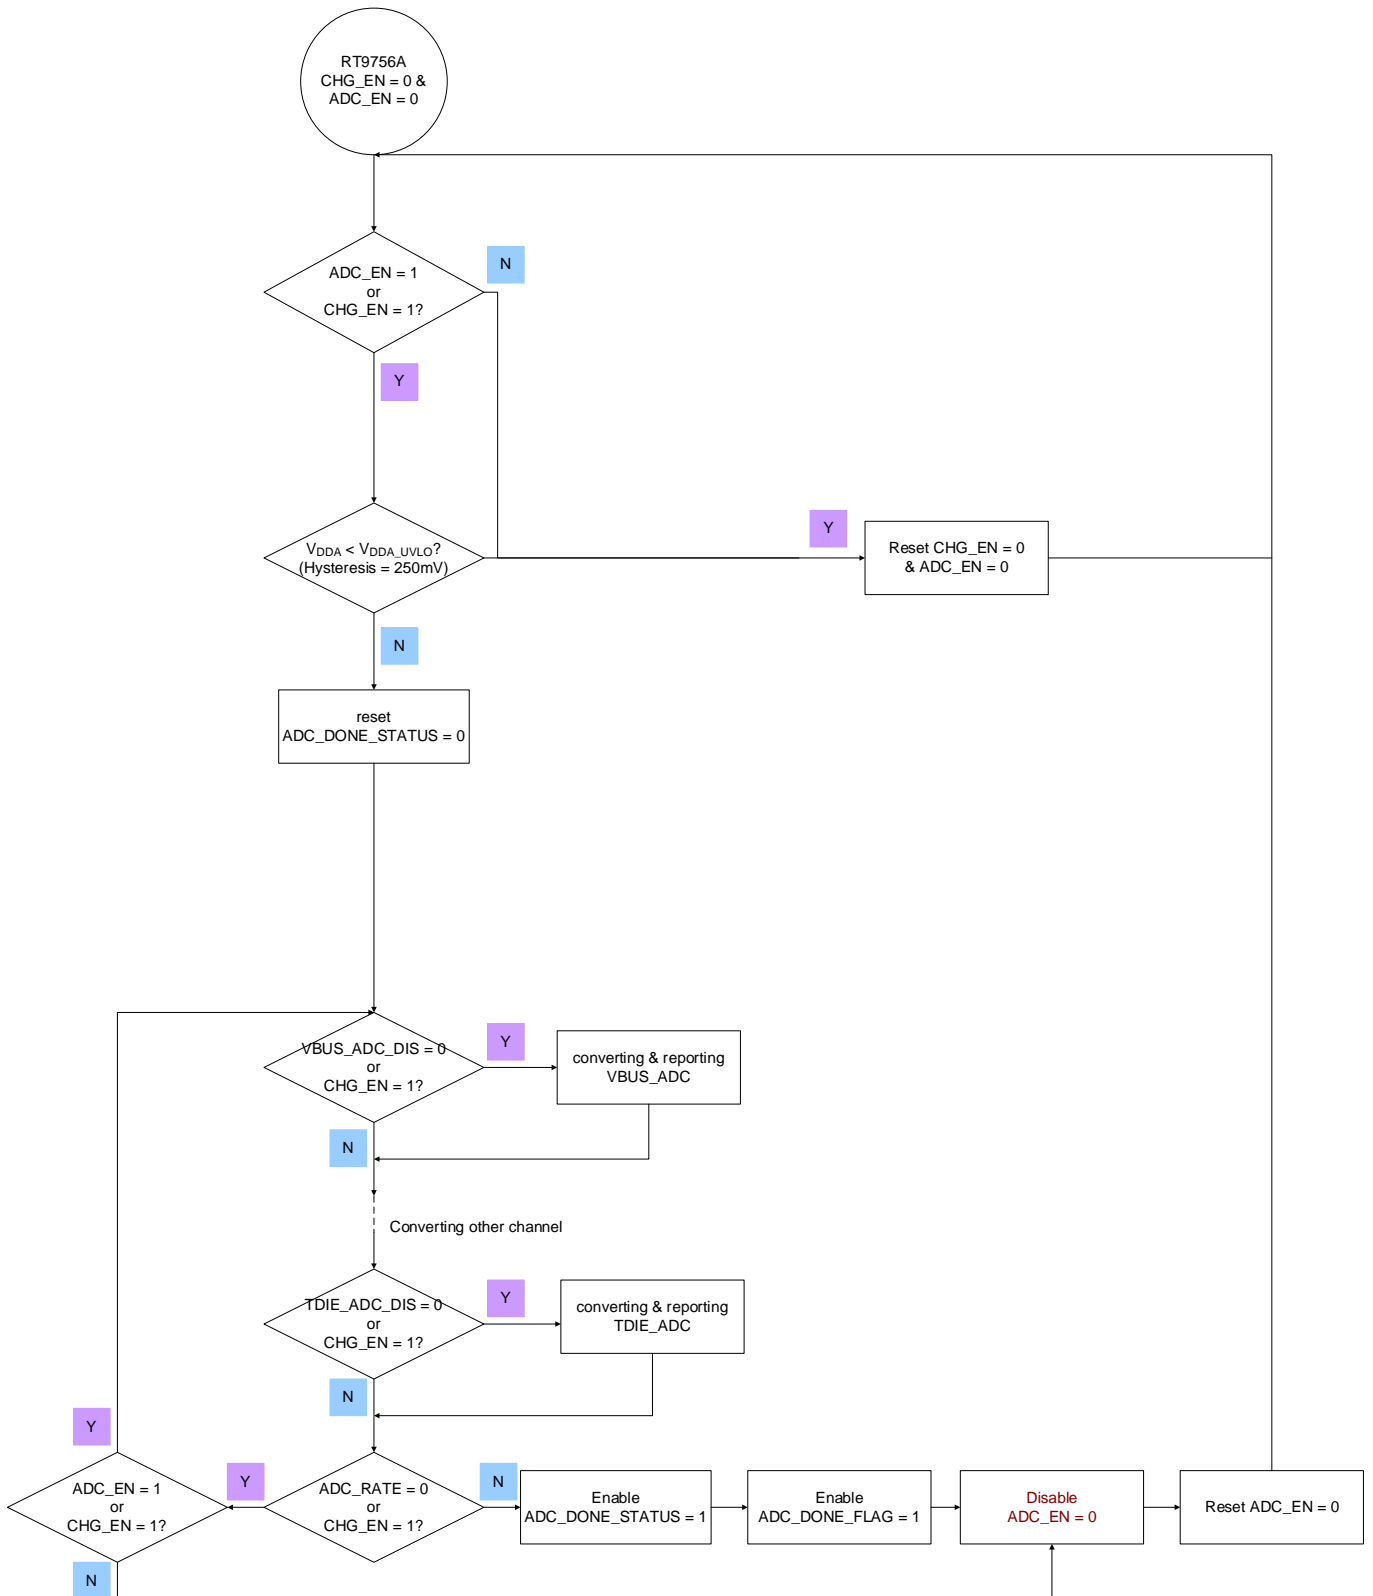 RT9756A
CHG_EN = 0 &
ADC_EN = 0
ADC_EN = 1
or
CHG_EN = 1?
N
Y
VDDA < VDDA_UVLO?
(Hysteresis = 250mV)
Y
Reset CHG_EN = 0
& ADC_EN = 0
N
reset
ADC_DONE_STATUS = 0
VBUS_ADC_DIS = 0
or
CHG_EN = 1?
Y
converting & reporting
VBUS_ADC
N
Converting other channel
TDIE_ADC_DIS = 0
or
CHG_EN = 1?
Y
converting & reporting
TDIE_ADC
N
Y
ADC_EN = 1
or
CHG_EN = 1?
Y
ADC_RATE = 0
or
CHG_EN = 1?
N
Enable
ADC_DONE_STATUS = 1
Enable
ADC_DONE_FLAG = 1
Disable
ADC_EN = 0
Reset ADC_EN = 0
N